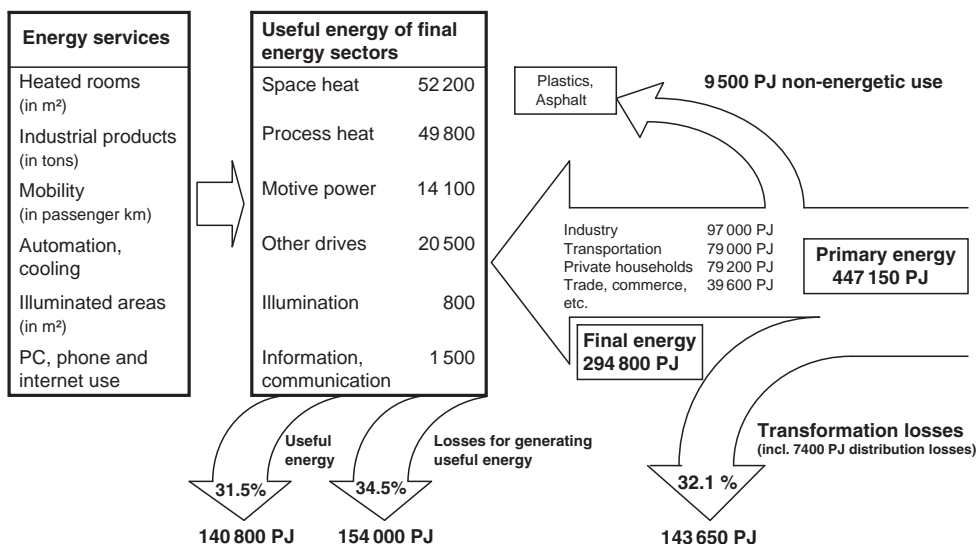 Energy services
Heated rooms
(in m²)
Industrial products
(in tons)
Mobility
(in passenger km)
Automation,
cooling
Illuminated areas
(in m²)
PC, phone and
internet use
Useful energy of final
energy sectors
Space heat 52 200
Process heat 49 800
Motive power 14 100
Other drives 20 500
Illumination 800
Information, 1 500
communication
Plastics,
Asphalt
9 500 PJ non-energetic use
Industry 97 000 PJ
Transportation 79 000 PJ
Private households 79 200 PJ
Trade, commerce, 39 600 PJ
etc.
Primary energy
447 150 PJ
Final energy
294 800 PJ
Useful
energy
31.5%
140 800 PJ
Losses for generating
useful energy
34.5%
154 000 PJ
Transformation losses
(incl. 7400 PJ distribution losses)
32.1 %
143 650 PJ